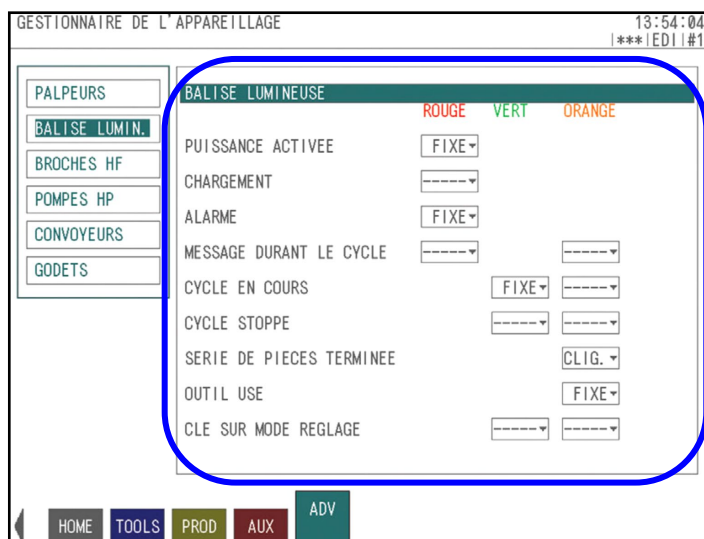 GESTIONNAIRE DE L'APPAREILLAGE 13:54:04
|***|EDI|#1
PALPEURS
BALISE LUMIN.
BROCHES HF
POMPES HP
CONVOYEURS
GODETS
BALISE LUMINEUSE
ROUGE VERT ORANGE
PUISSANCE ACTIVEE FIXE
CHARGEMENT -----
ALARME FIXE
MESSAGE DURANT LE CYCLE ----- -----
CYCLE EN COURS FIXE -----
CYCLE STOPPE ----- -----
SERIE DE PIECES TERMINEE CLIG.
OUTIL USE FIXE
CLE SUR MODE REGLAGE ----- -----
HOME TOOLS PROD AUX ADV